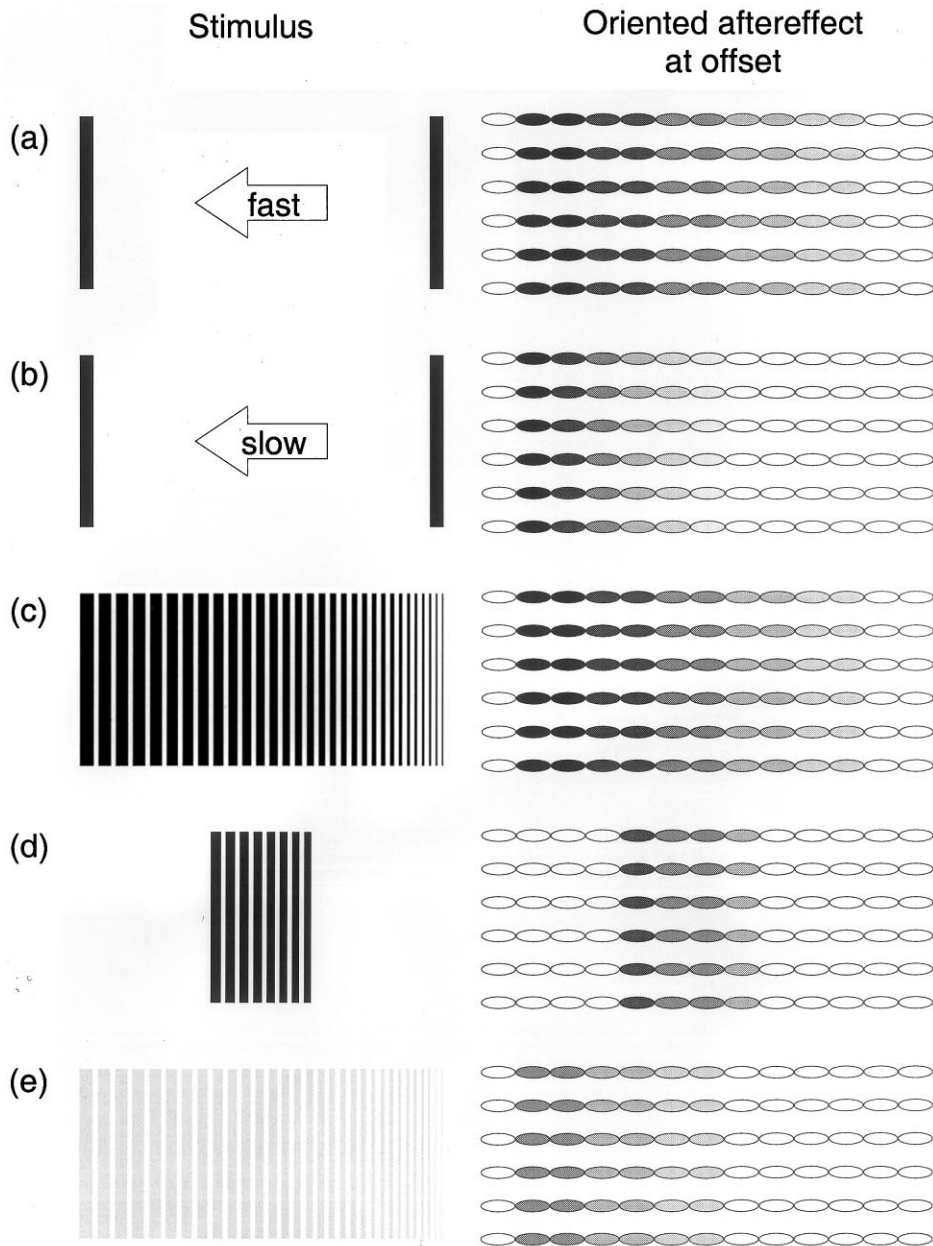 Stimulus
Oriented aftereffect
at offset
(a)
fast
(b)
slow
(c)
(d)
(e)